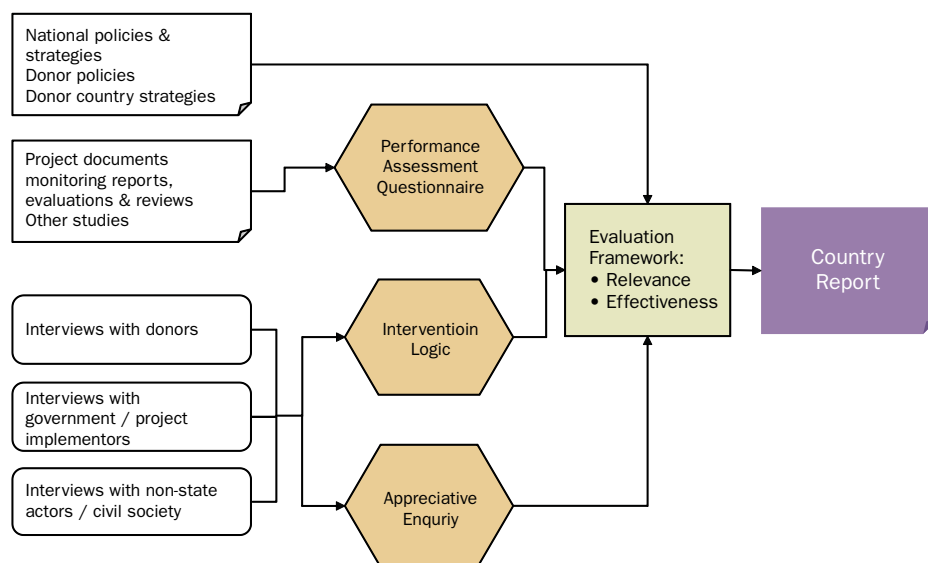 National policies &
strategies
Donor policies
Donor country strategies
Project documents
monitoring reports,
evaluations & reviews
Other studies
Performance
Assessment
Questionnaire
Evaluation
Framework:
• Relevance
• Effectiveness
Country
Report
Interviews with donors
Interventioin
Logic
Interviews with
government / project
implementors
Interviews with non-state
actors / civil society
Appreciative
Enquriy